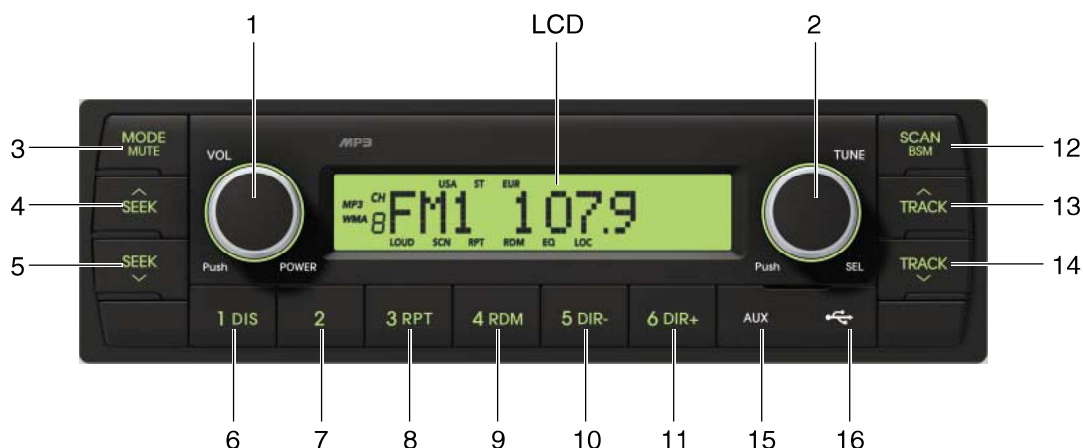 1 LCD 2
MODE
MUTE
SCAN
BSM
3 12
VOL MP3 TUNE
USA ST EUR
4 SEEK MP3 CH FM1 107.9 TRACK 13
WMA 8
LOUD SCN RPT RDM EQ LOC
5 SEEK Push POWER Push SEL TRACK 14
1 DIS 2 3 RPT 4 RDM 5 DIR- 6 DIR+ AUX
6 7 8 9 10 11 15 16